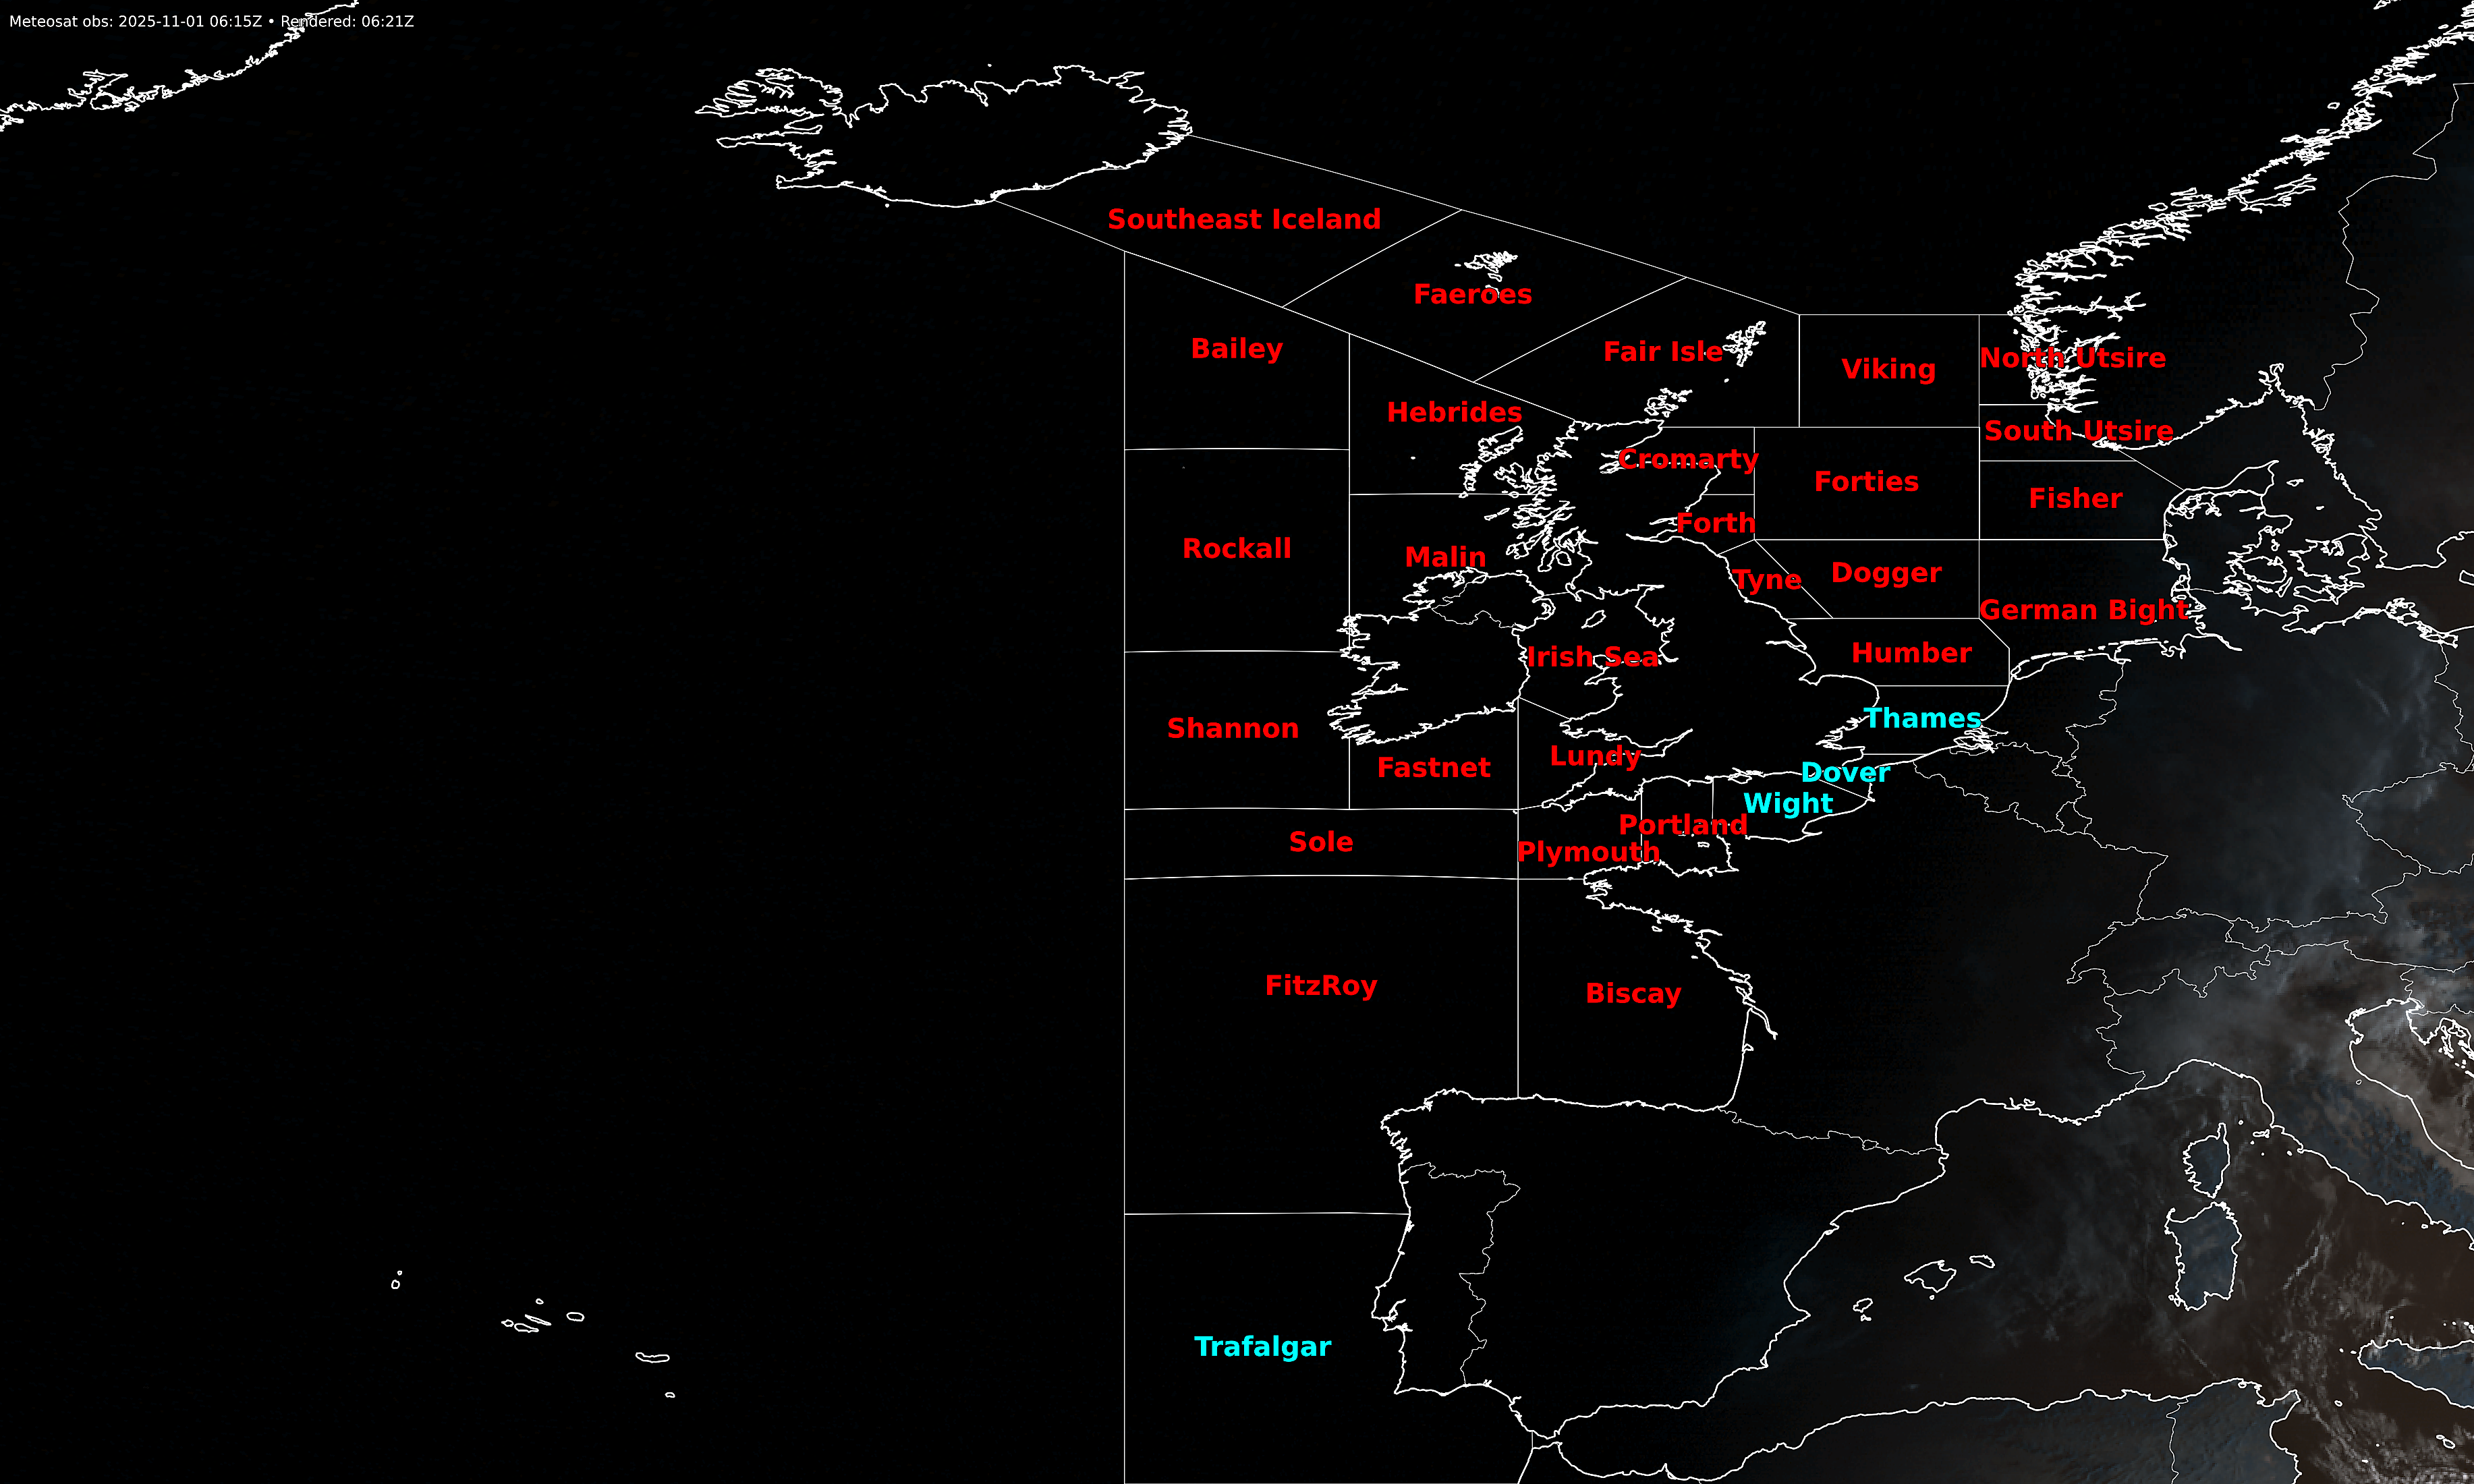 Meteosat obs: 2025-11-01 06:15Z • Rendered: 06:21Z
Southeast Iceland
Faeroes
Bailey
Fair Isle
Viking
North Utsire
Hebrides
South Utsire
Cromarty
Forties
Fisher
Forth
Rockall
Malin
Tyne
Dogger
German Bight
Irish Sea
Humber
Thames
Shannon
Fastnet
Lundy
Dover
Wight
Portland
Sole
Plymouth
FitzRoy
Biscay
Trafalgar